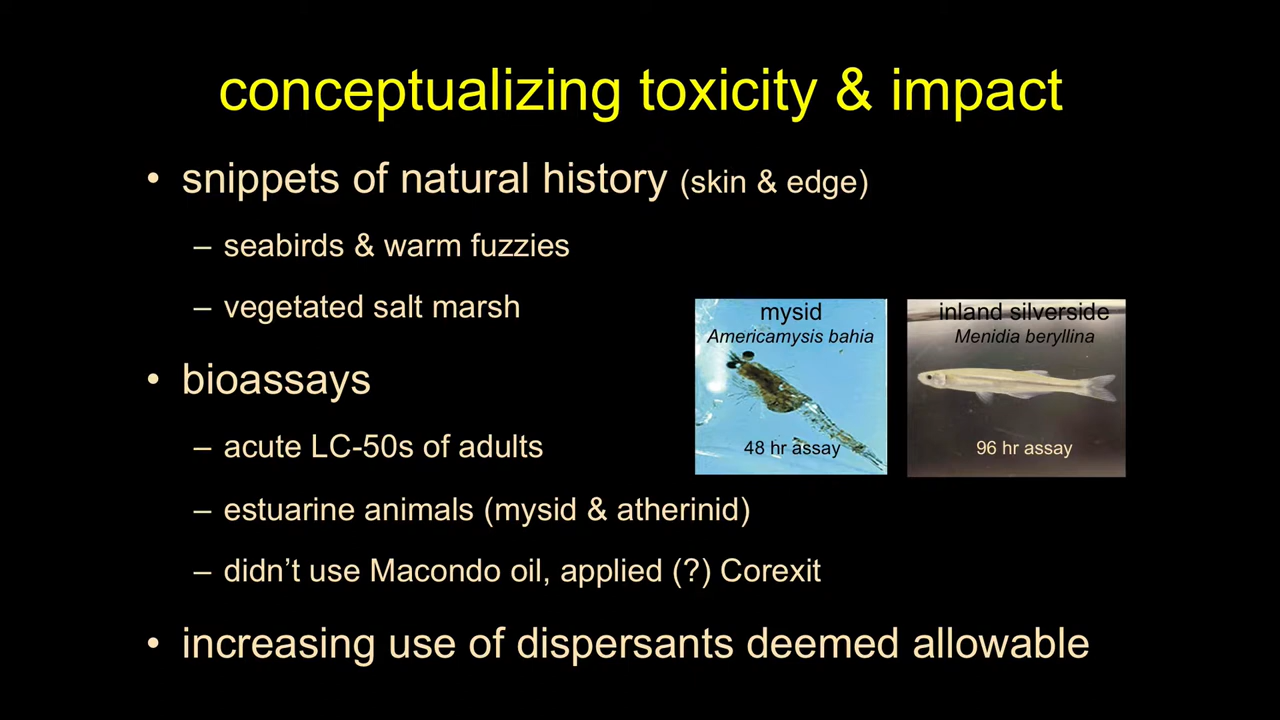 conceptualizing toxicity & impact
• snippets of natural history (skin & edge)
– seabirds & warm fuzzies
– vegetated salt marsh
mysid
Americamysis bahia
48 hr assay
inland silverside
Menidia beryllina
96 hr assay
• bioassays
– acute LC-50s of adults
– estuarine animals (mysid & atherinid)
– didn’t use Macondo oil, applied (?) Corexit
• increasing use of dispersants deemed allowable